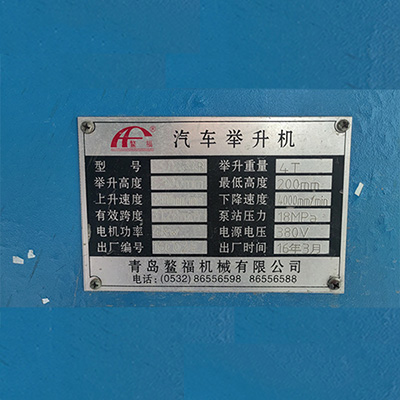 鳌福®
汽车举升机
型号 举升重量 4T
举升高度 最低高度 200mm
上升速度 下降速度 4000mm/min
有效跨度 泵站压力 18MPa
电机功率 电源电压 380V
出厂编号 出厂时间 16年3月
青岛鳌福机械有限公司
电话:(0532) 86556598 86556588